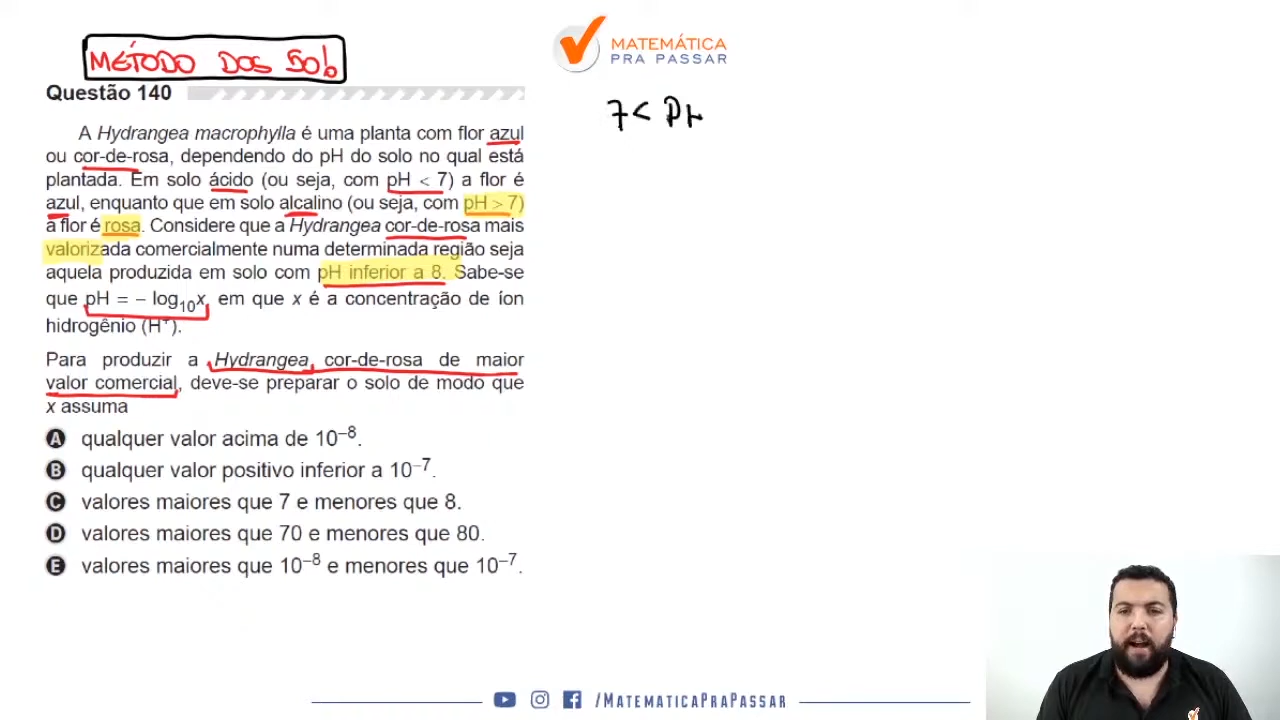 MÉTODO DOS 50%
MATEMÁTICA
PRA PASSAR
Questão 140
A Hydrangea macrophylla é uma planta com flor azul
ou cor-de-rosa, dependendo do pH do solo no qual está
plantada. Em solo ácido (ou seja, com pH < 7) a flor é
azul, enquanto que em solo alcalino (ou seja, com pH > 7)
a flor é rosa. Considere que a Hydrangea cor-de-rosa mais
valorizada comercialmente numa determinada região seja
aquela produzida em solo com pH inferior a 8. Sabe-se
que pH = – log₁₀x, em que x é a concentração de íon
hidrogênio (H⁺).
Para produzir a Hydrangea cor-de-rosa de maior
valor comercial, deve-se preparar o solo de modo que
x assuma
A qualquer valor acima de 10⁻⁸.
B qualquer valor positivo inferior a 10⁻⁷.
C valores maiores que 7 e menores que 8.
D valores maiores que 70 e menores que 80.
E valores maiores que 10⁻⁸ e menores que 10⁻⁷.
7 < PH
/MATEMATICAPRAPASSAR